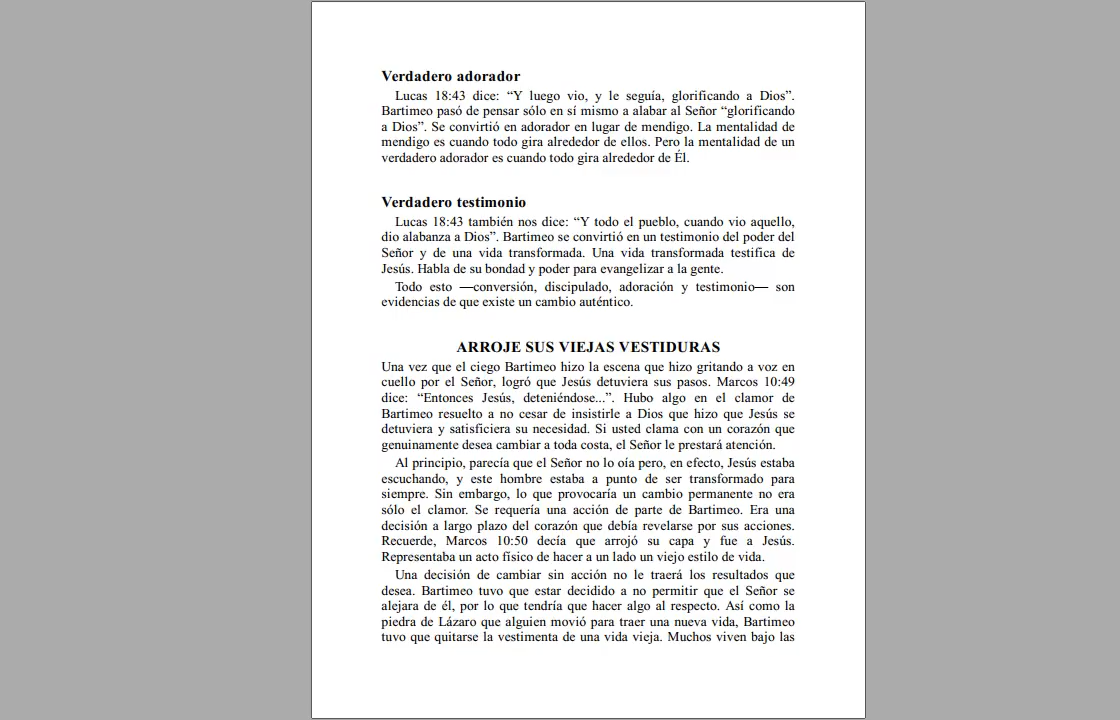 Verdadero adorador
Lucas 18:43 dice: “Y luego vio, y le seguía, glorificando a Dios”.
Bartimeo pasó de pensar sólo en sí mismo a alabar al Señor “glorificando
a Dios”. Se convirtió en adorador en lugar de mendigo. La mentalidad de
mendigo es cuando todo gira alrededor de ellos. Pero la mentalidad de un
verdadero adorador es cuando todo gira alrededor de Él.
Verdadero testimonio
Lucas 18:43 también nos dice: “Y todo el pueblo, cuando vio aquello,
dio alabanza a Dios”. Bartimeo se convirtió en un testimonio del poder del
Señor y de una vida transformada. Una vida transformada testifica de
Jesús. Habla de su bondad y poder para evangelizar a la gente.
Todo esto —conversión, discipulado, adoración y testimonio— son
evidencias de que existe un cambio auténtico.
ARROJE SUS VIEJAS VESTIDURAS
Una vez que el ciego Bartimeo hizo la escena que hizo gritando a voz en
cuello por el Señor, logró que Jesús detuviera sus pasos. Marcos 10:49
dice: “Entonces Jesús, deteniéndose...”. Hubo algo en el clamor de
Bartimeo resuelto a no cesar de insistirle a Dios que hizo que Jesús se
detuviera y satisficiera su necesidad. Si usted clama con un corazón que
genuinamente desea cambiar a toda costa, el Señor le prestará atención.
Al principio, parecía que el Señor no lo oía pero, en efecto, Jesús estaba
escuchando, y este hombre estaba a punto de ser transformado para
siempre. Sin embargo, lo que provocaría un cambio permanente no era
sólo el clamor. Se requería una acción de parte de Bartimeo. Era una
decisión a largo plazo del corazón que debía revelarse por sus acciones.
Recuerde, Marcos 10:50 decía que arrojó su capa y fue a Jesús.
Representaba un acto físico de hacer a un lado un viejo estilo de vida.
Una decisión de cambiar sin acción no le traerá los resultados que
desea. Bartimeo tuvo que estar decidido a no permitir que el Señor se
alejara de él, por lo que tendría que hacer algo al respecto. Así como la
piedra de Lázaro que alguien movió para traer una nueva vida, Bartimeo
tuvo que quitarse la vestimenta de una vida vieja. Muchos viven bajo las